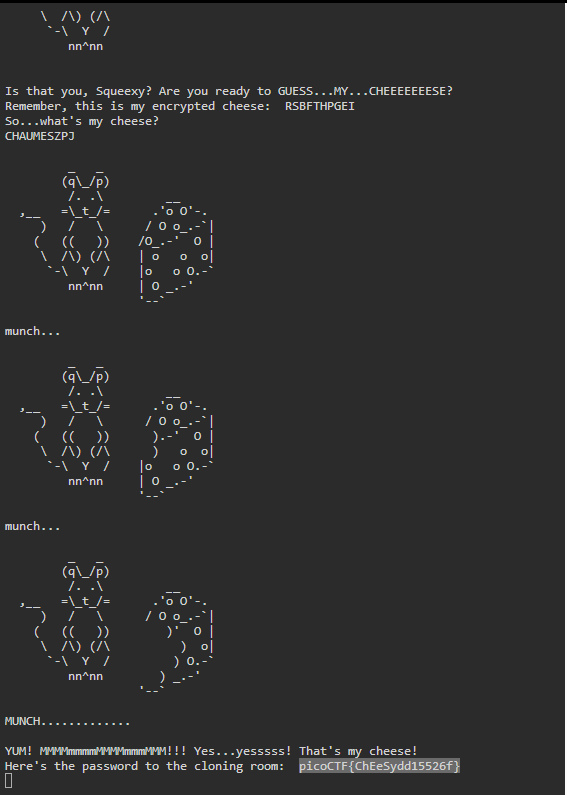 \  /\) (/\
      `-\  Y  /
         nn^nn
Is that you, Squeexy? Are you ready to GUESS...MY...CHEEEEEEESE?
Remember, this is my encrypted cheese:  RSBFTHPGEI
So...what's my cheese?
CHAUMESZPJ
         _   _
        (q\_/p)
         /. .\         __
  ,__   =\_t_/=      .'o O'-.
     )   /   \      / O o_.-`|
    (   ((   ))    /O_.-'  O |
     \  /\) (/\    | o   o  o|
      `-\  Y  /    |o   o O.-`
         nn^nn     | O _.-'
                   '--`
munch...
         _   _
        (q\_/p)
         /. .\         __
  ,__   =\_t_/=      .'o O'-.
     )   /   \      / O o_.-`|
    (   ((   ))      ).-'  O |
     \  /\) (/\      )   o  o|
      `-\  Y  /    |o   o O.-`
         nn^nn     | O _.-'
                   '--`
munch...
         _   _
        (q\_/p)
         /. .\         __
  ,__   =\_t_/=      .'o O'-.
     )   /   \      / O o_.-`|
    (   ((   ))        )'  O |
     \  /\) (/\          )  o|
      `-\  Y  /         ) O.-`
         nn^nn        ) _.-'
                   '--`
MUNCH.............
YUM! MMMMmmmmMMMMmmmMMM!!! Yes...yesssss! That's my cheese!
Here's the password to the cloning room:  picoCTF{ChEeSydd15526f}